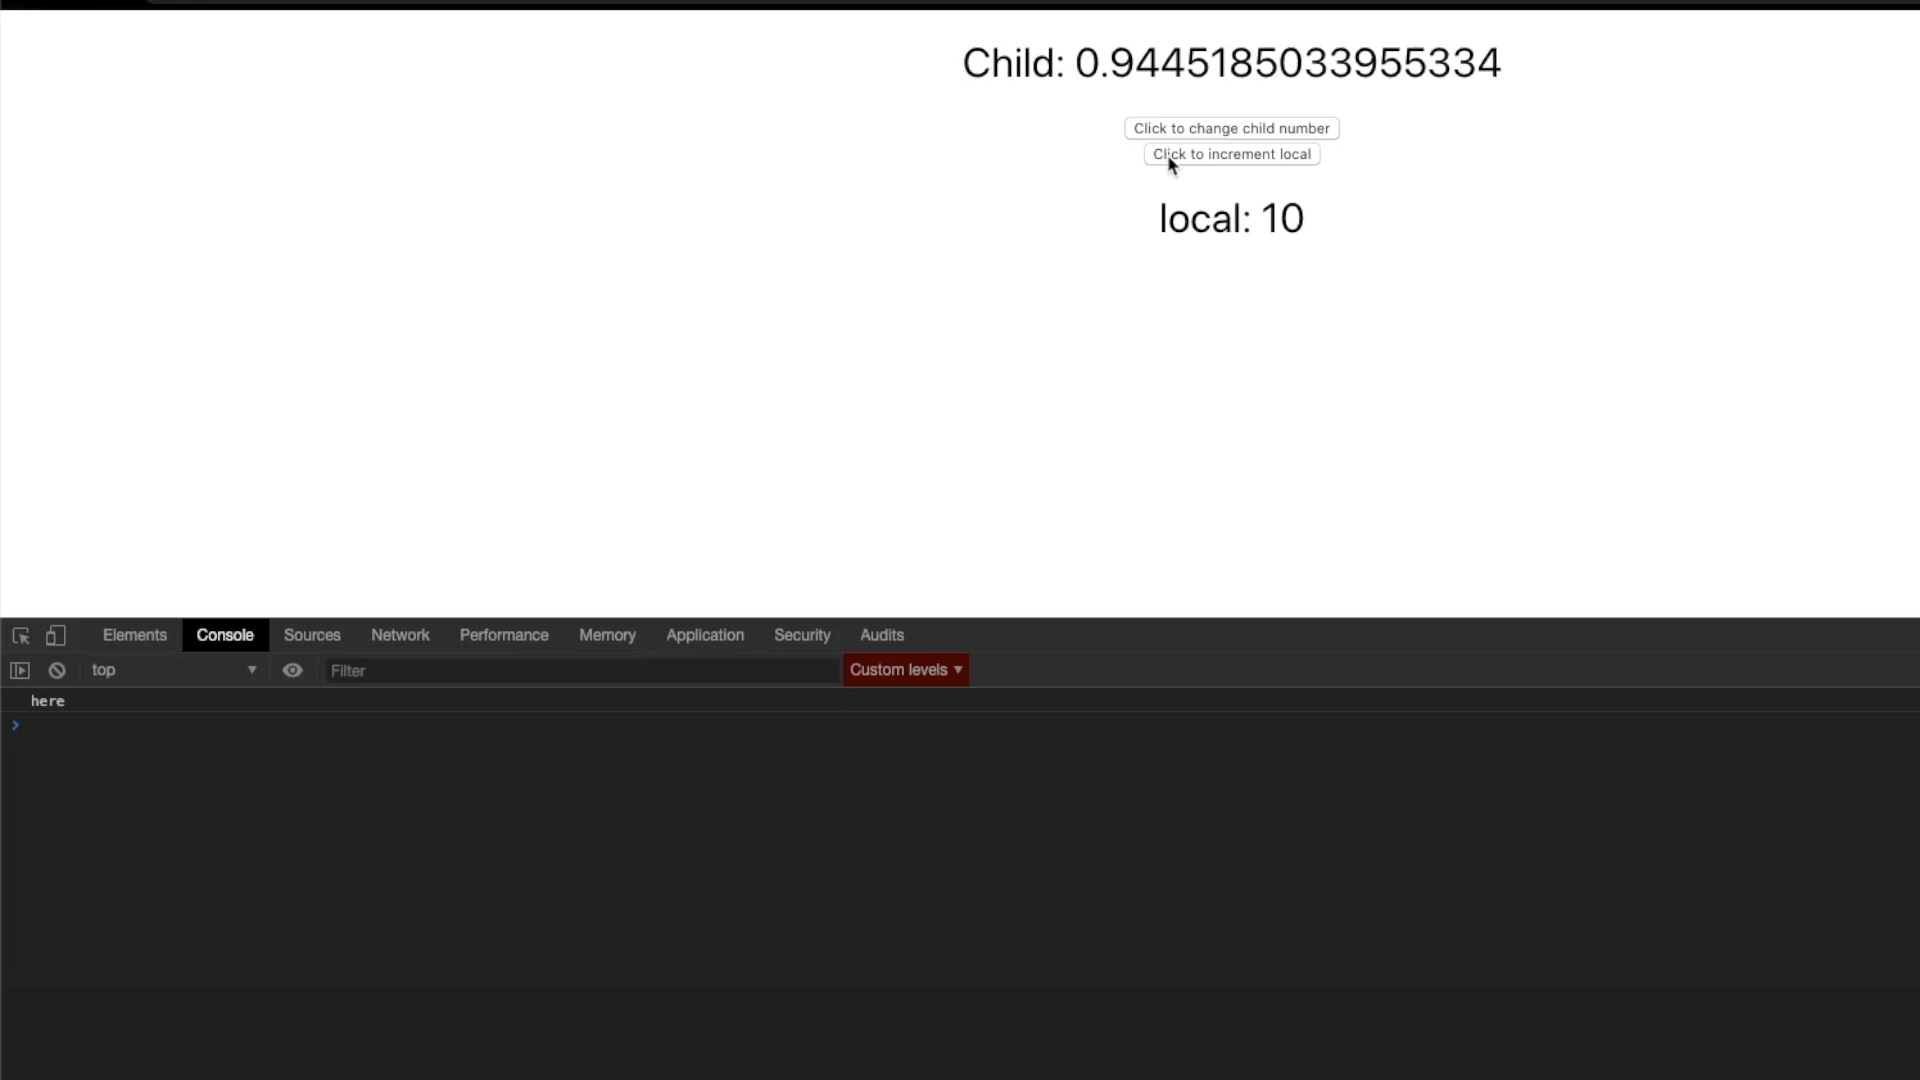 Child: 0.9445185033955334
Click to change child number
Click to increment local
local: 10
Elements Console Sources Network Performance Memory Application Security Audits
top Filter Custom levels
here